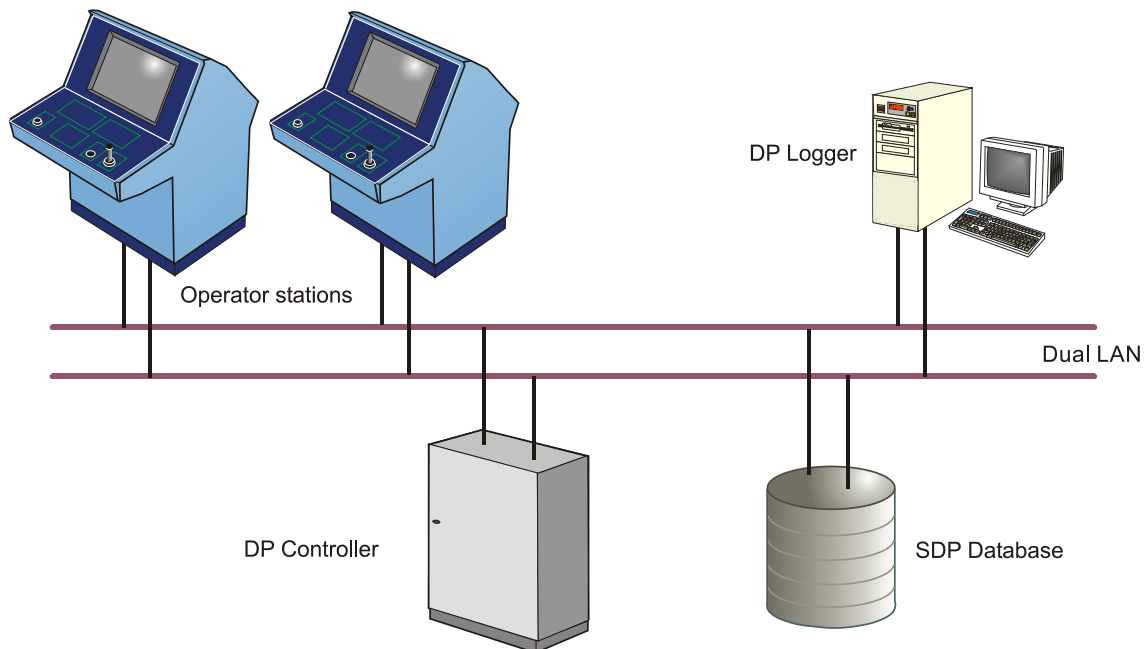 DP Logger
Operator stations
Dual LAN
DP Controller
SDP Database